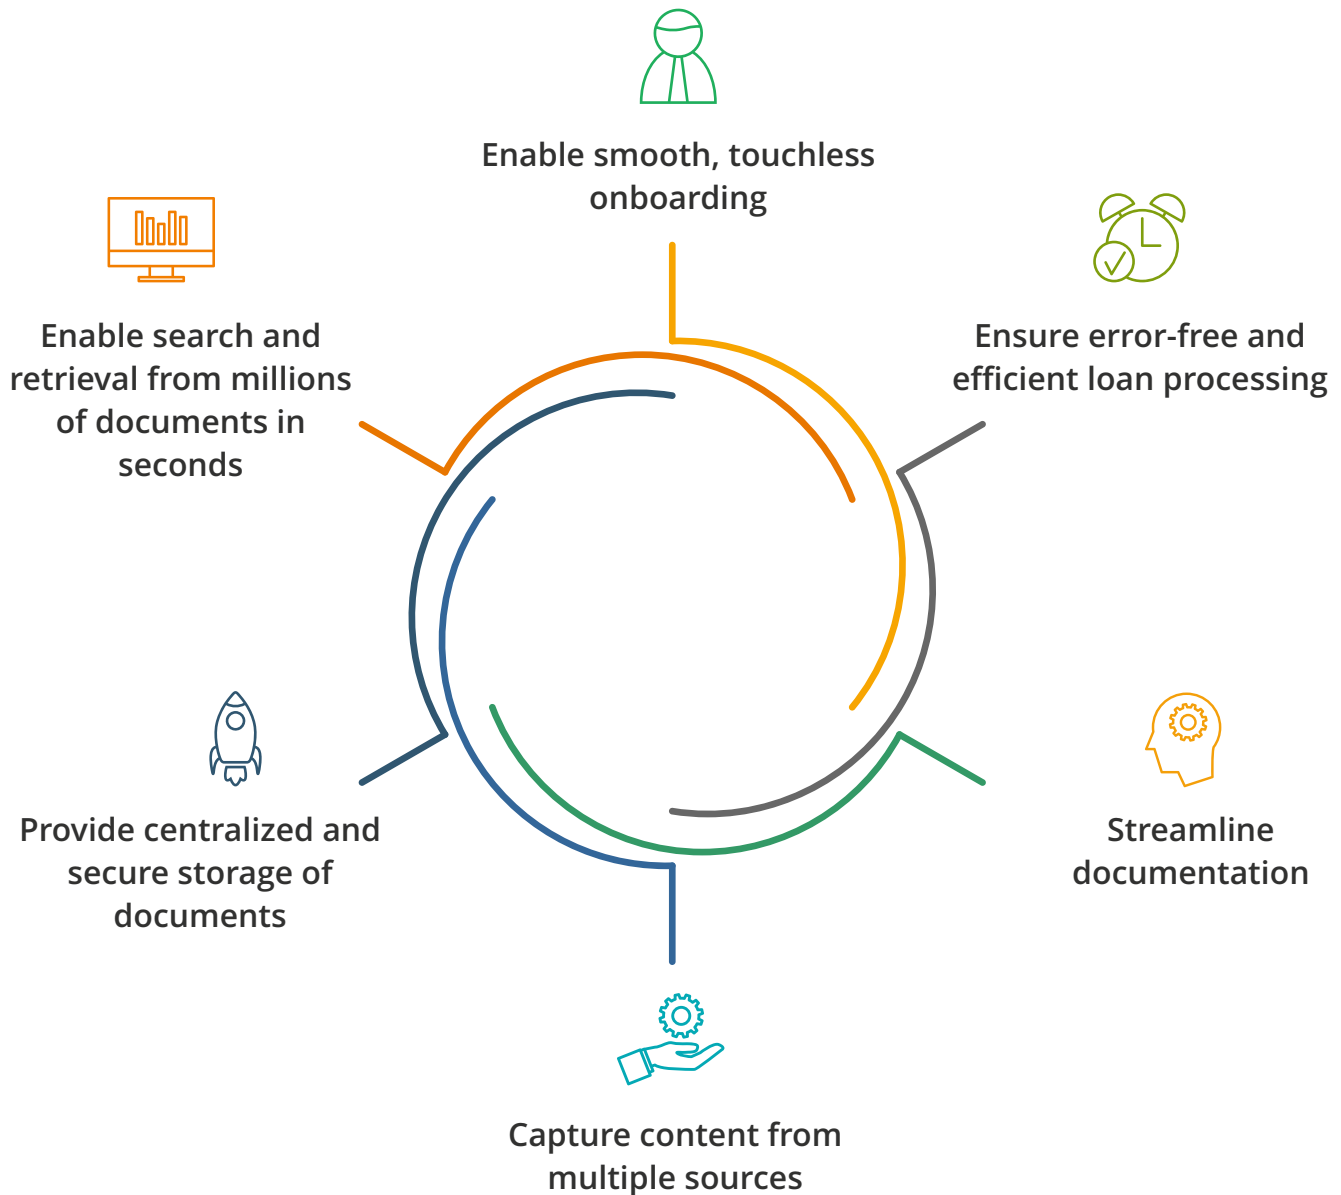 Enable smooth, touchless
onboarding
Ensure error-free and
efficient loan processing
Streamline
documentation
Capture content from
multiple sources
Provide centralized and
secure storage of
documents
Enable search and
retrieval from millions
of documents in
seconds